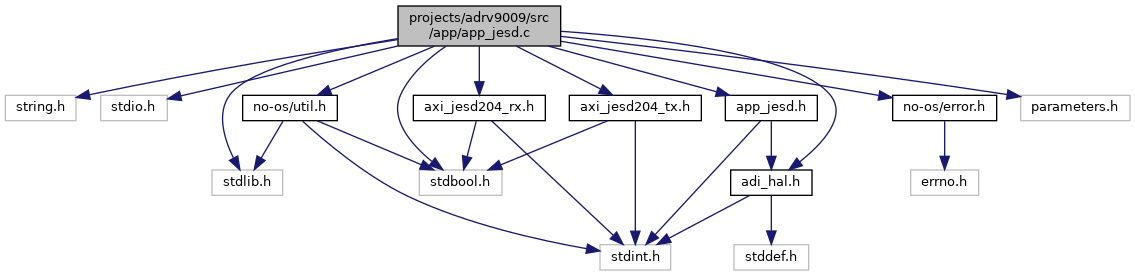 projects/adrv9009/src
/app/app_jesd.c
string.h
stdio.h
no-os/util.h
axi_jesd204_rx.h
axi_jesd204_tx.h
app_jesd.h
no-os/error.h
parameters.h
stdlib.h
stdbool.h
adi_hal.h
errno.h
stdint.h
stddef.h